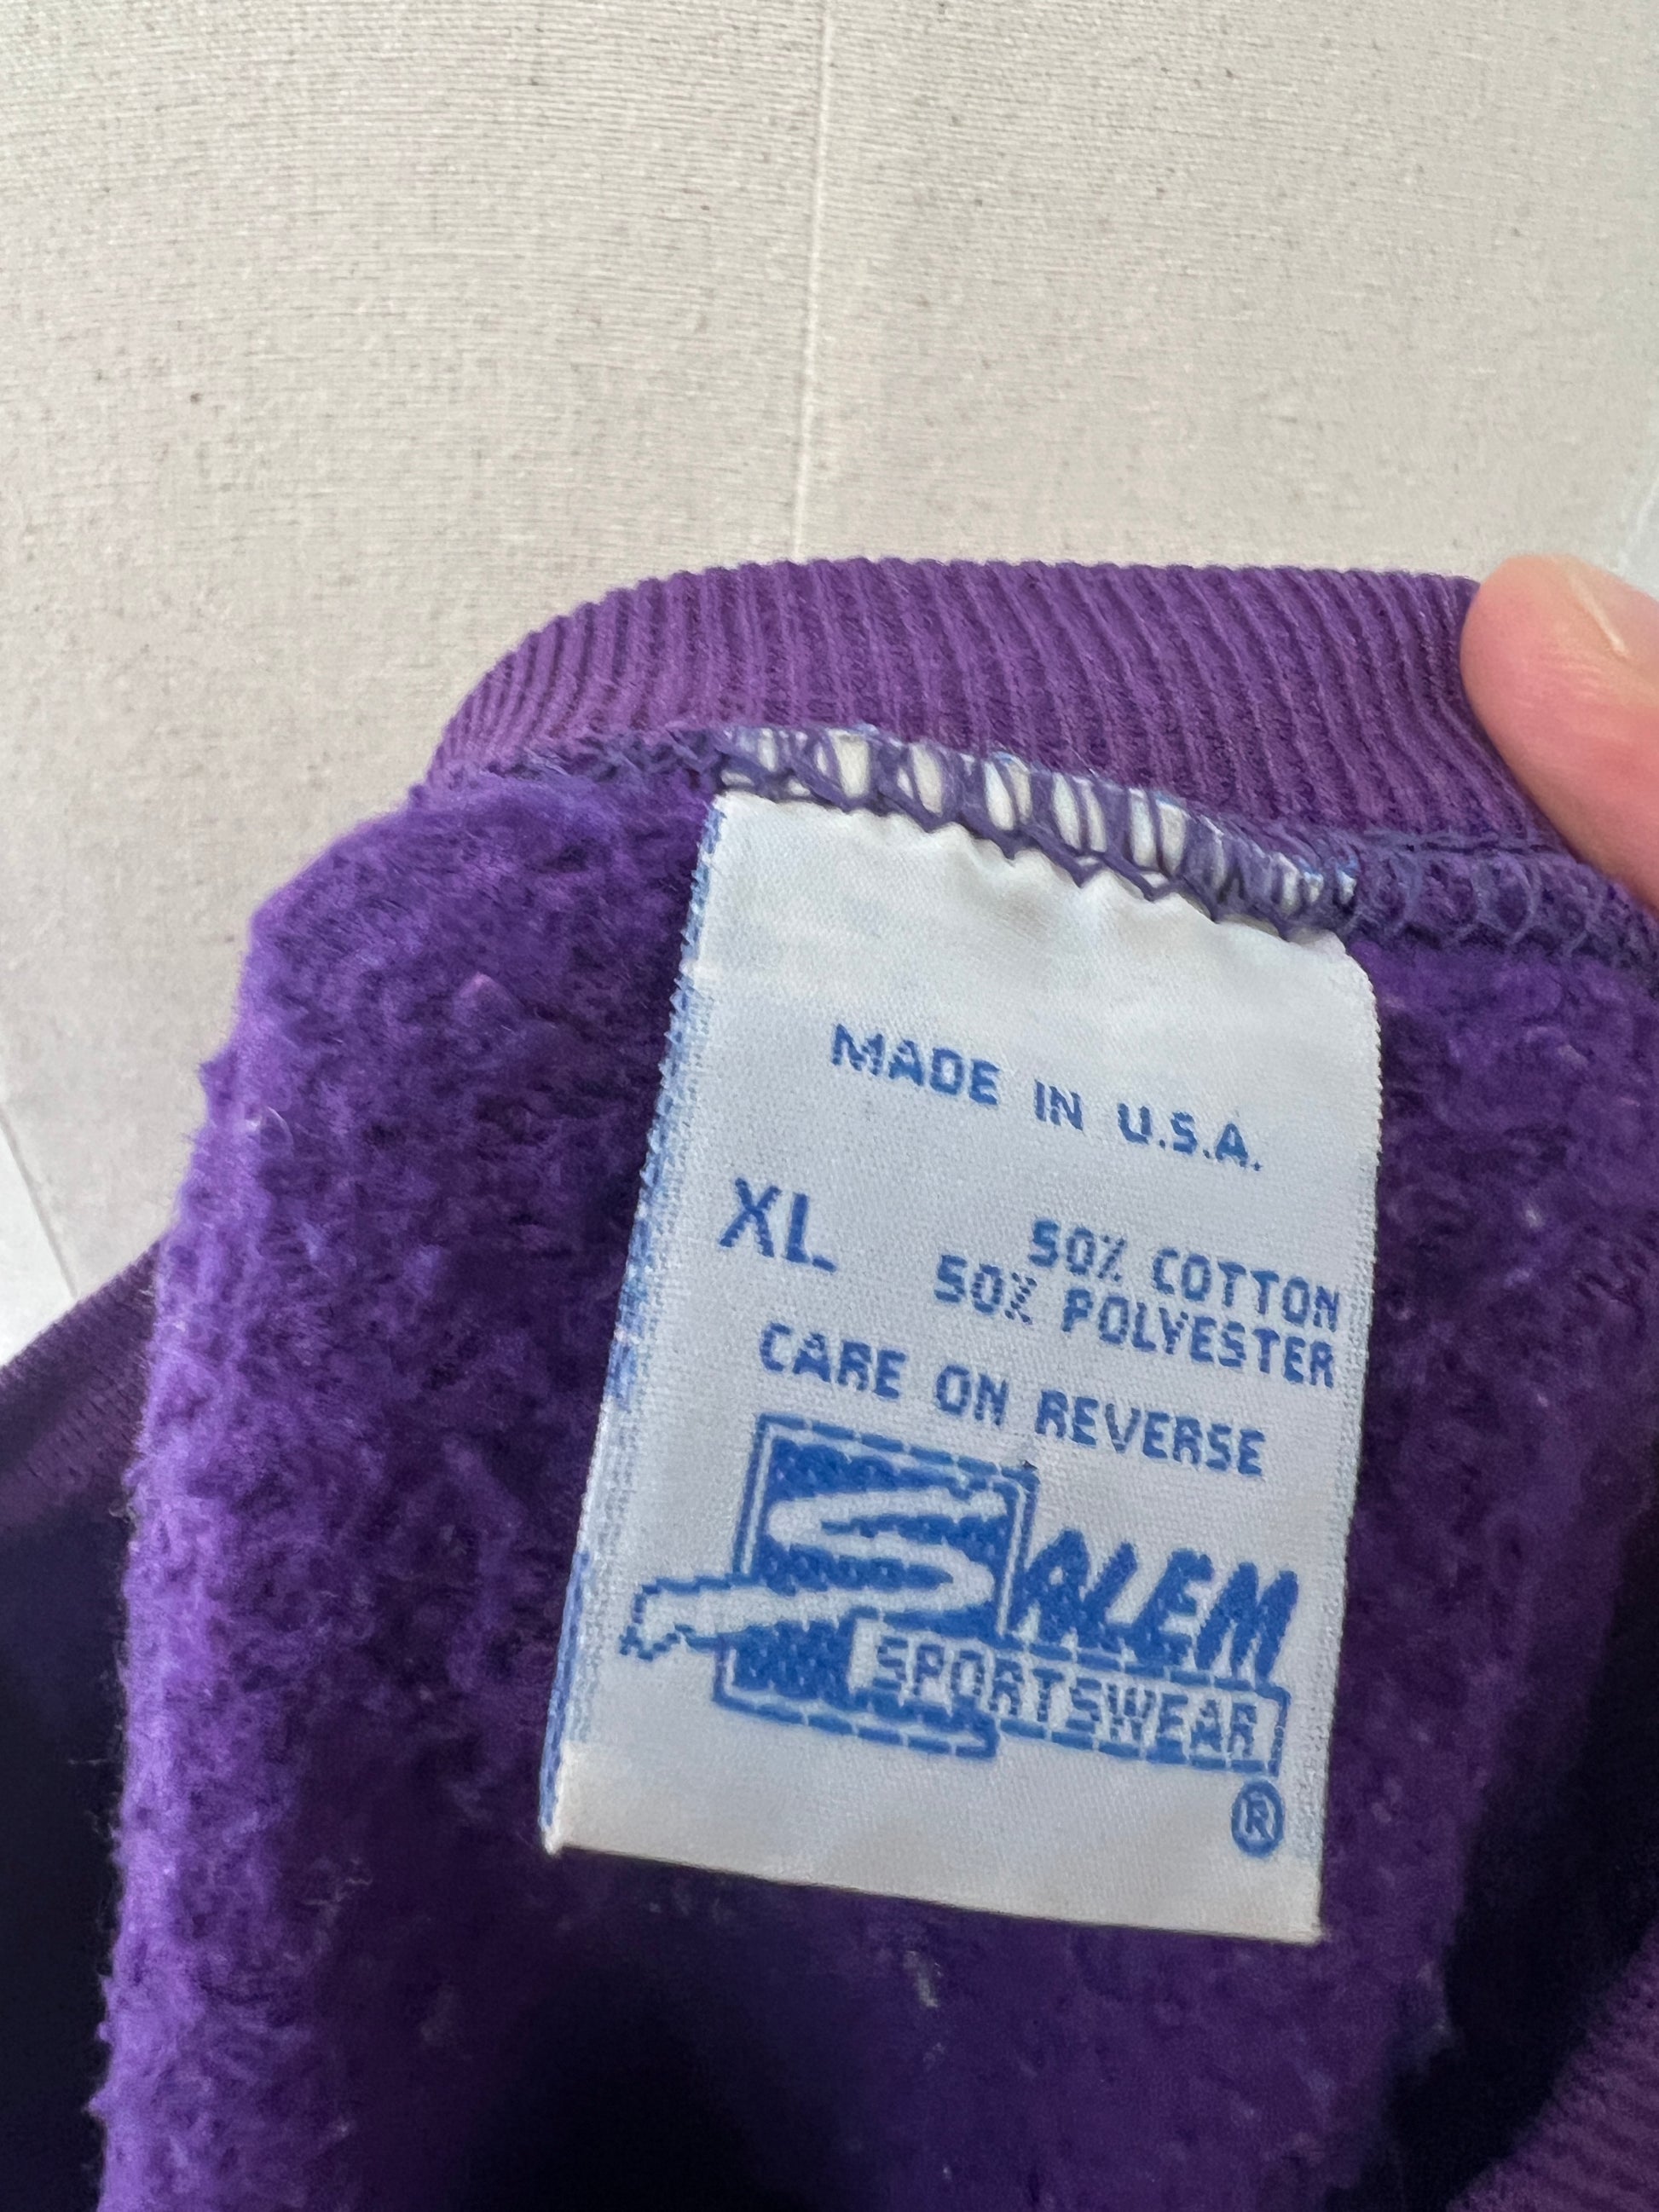 MADE IN U.S.A.
XL
50% COTTON
50% POLYESTER
CARE ON REVERSE
SALEM
SPORTSWEAR
®